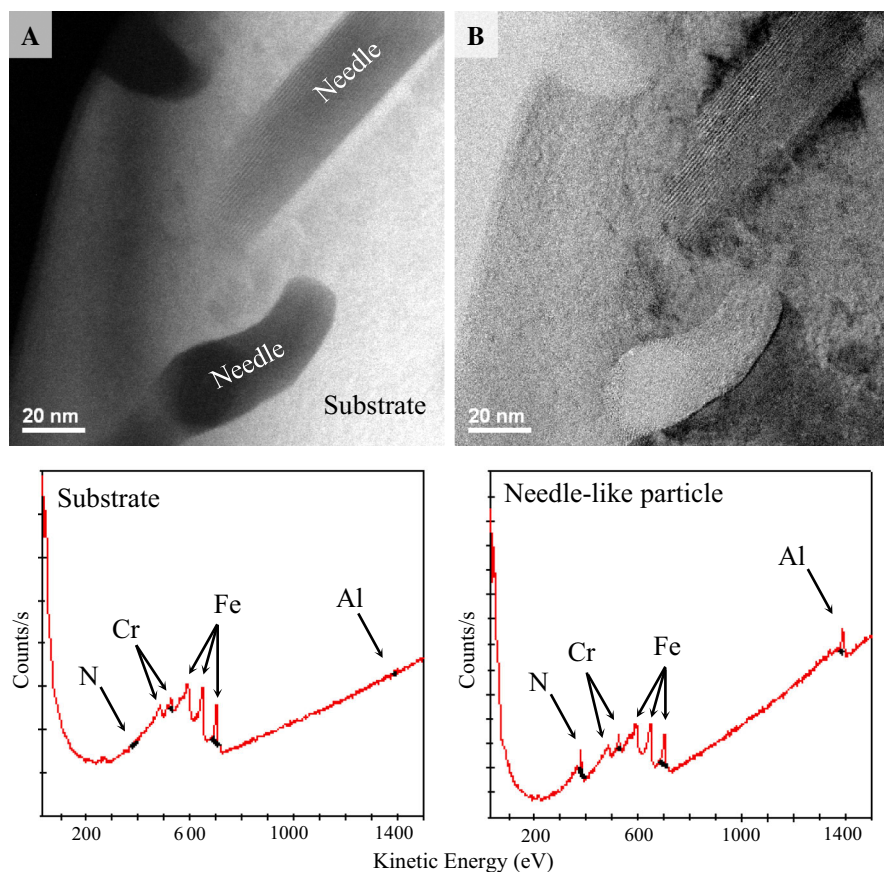 A
B
Needle
Needle
Substrate
20 nm
20 nm
Substrate
Needle-like particle
Counts/s
N
Cr
Fe
Al
200
600
1000
1400
Counts/s
N
Cr
Fe
Al
200
600
1000
1400
Kinetic Energy (eV)